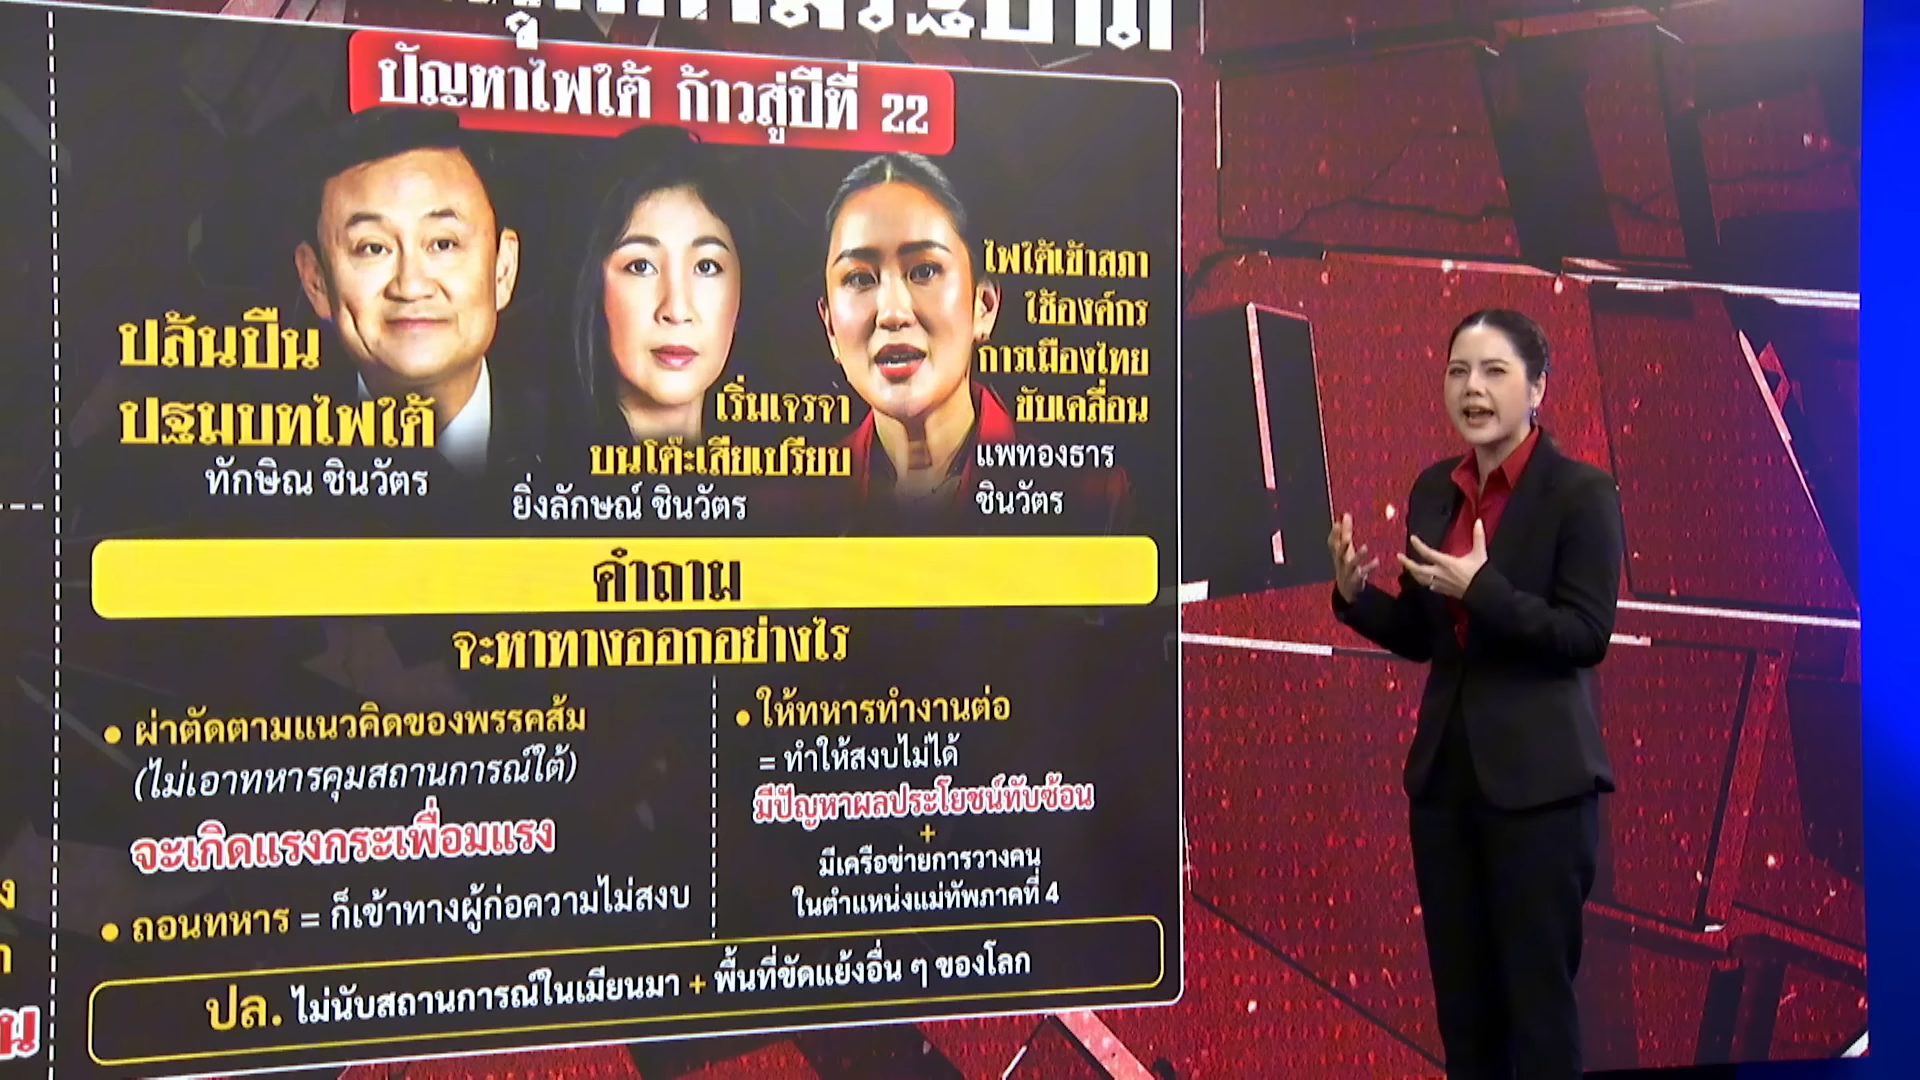 ปัญหาไฟใต้ ก้าวสู่ปีที่ 22
ปล้นปืน
ปฐมบทไฟใต้
ทักษิณ ชินวัตร
เริ่มเจรจา
บนโต๊ะเสียเปรียบ
ยิ่งลักษณ์ ชินวัตร
ไฟใต้เข้าสภา
ใช้องค์กร
การเมืองไทย
ขับเคลื่อน
แพทองธาร
ชินวัตร
คำถาม
จะหาทางออกอย่างไร
• ผ่าตัดตามแนวคิดของพรรคส้ม
(ไม่เอาทหารคุมสถานการณ์ใต้)
จะเกิดแรงกระเพื่อมแรง
• ถอนทหาร = ก็เข้าทางผู้ก่อความไม่สงบ
• ให้ทหารทำงานต่อ
= ทำให้สงบไม่ได้
มีปัญหาผลประโยชน์ทับซ้อน
+
มีเครือข่ายการวางคน
ในตำแหน่งแม่ทัพภาคที่ 4
ปล. ไม่นับสถานการณ์ในเมียนมา + พื้นที่ขัดแย้งอื่น ๆ ของโลก